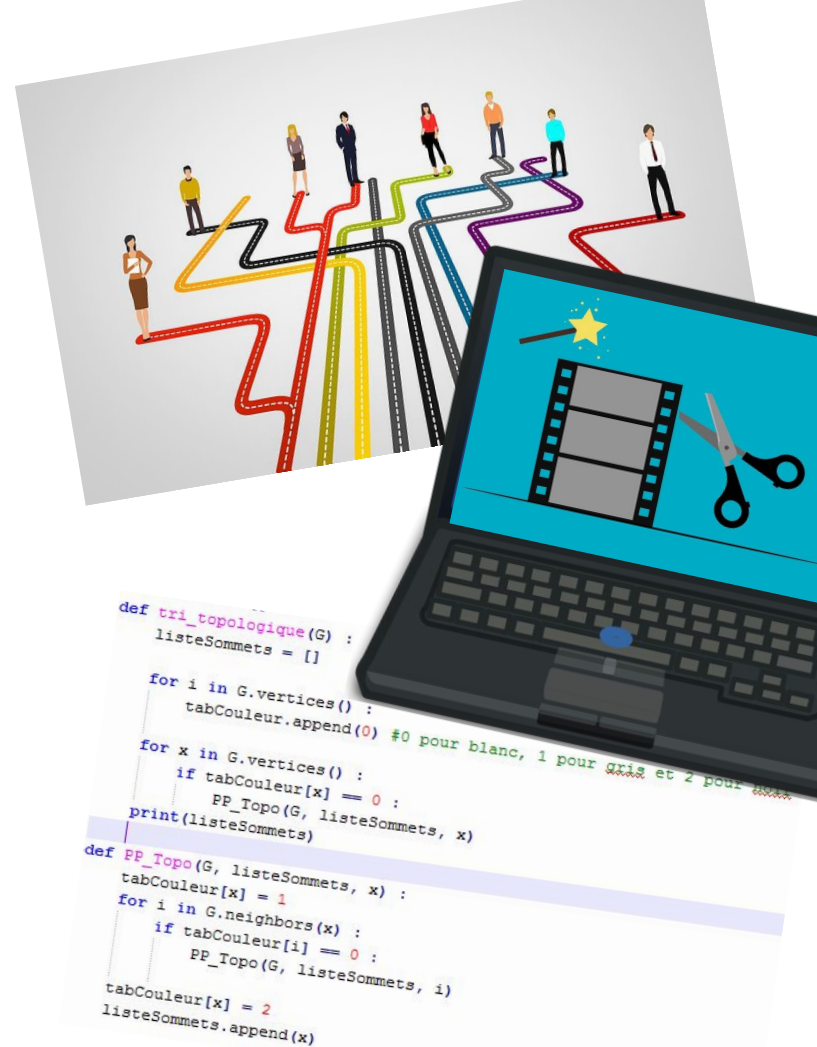 def tri_topologique(G) :
listeSommets = []
for i in G.vertices() :
tabCouleur.append(0) #0 pour blanc, 1 pour gris et 2 pour noir
for x in G.vertices() :
if tabCouleur[x] == 0 :
PP_Topo(G, listeSommets, x)
print(listeSommets)
def PP_Topo(G, listeSommets, x) :
tabCouleur[x] = 1
for i in G.neighbors(x) :
if tabCouleur[i] == 0 :
PP_Topo(G, listeSommets, i)
tabCouleur[x] = 2
listeSommets.append(x)